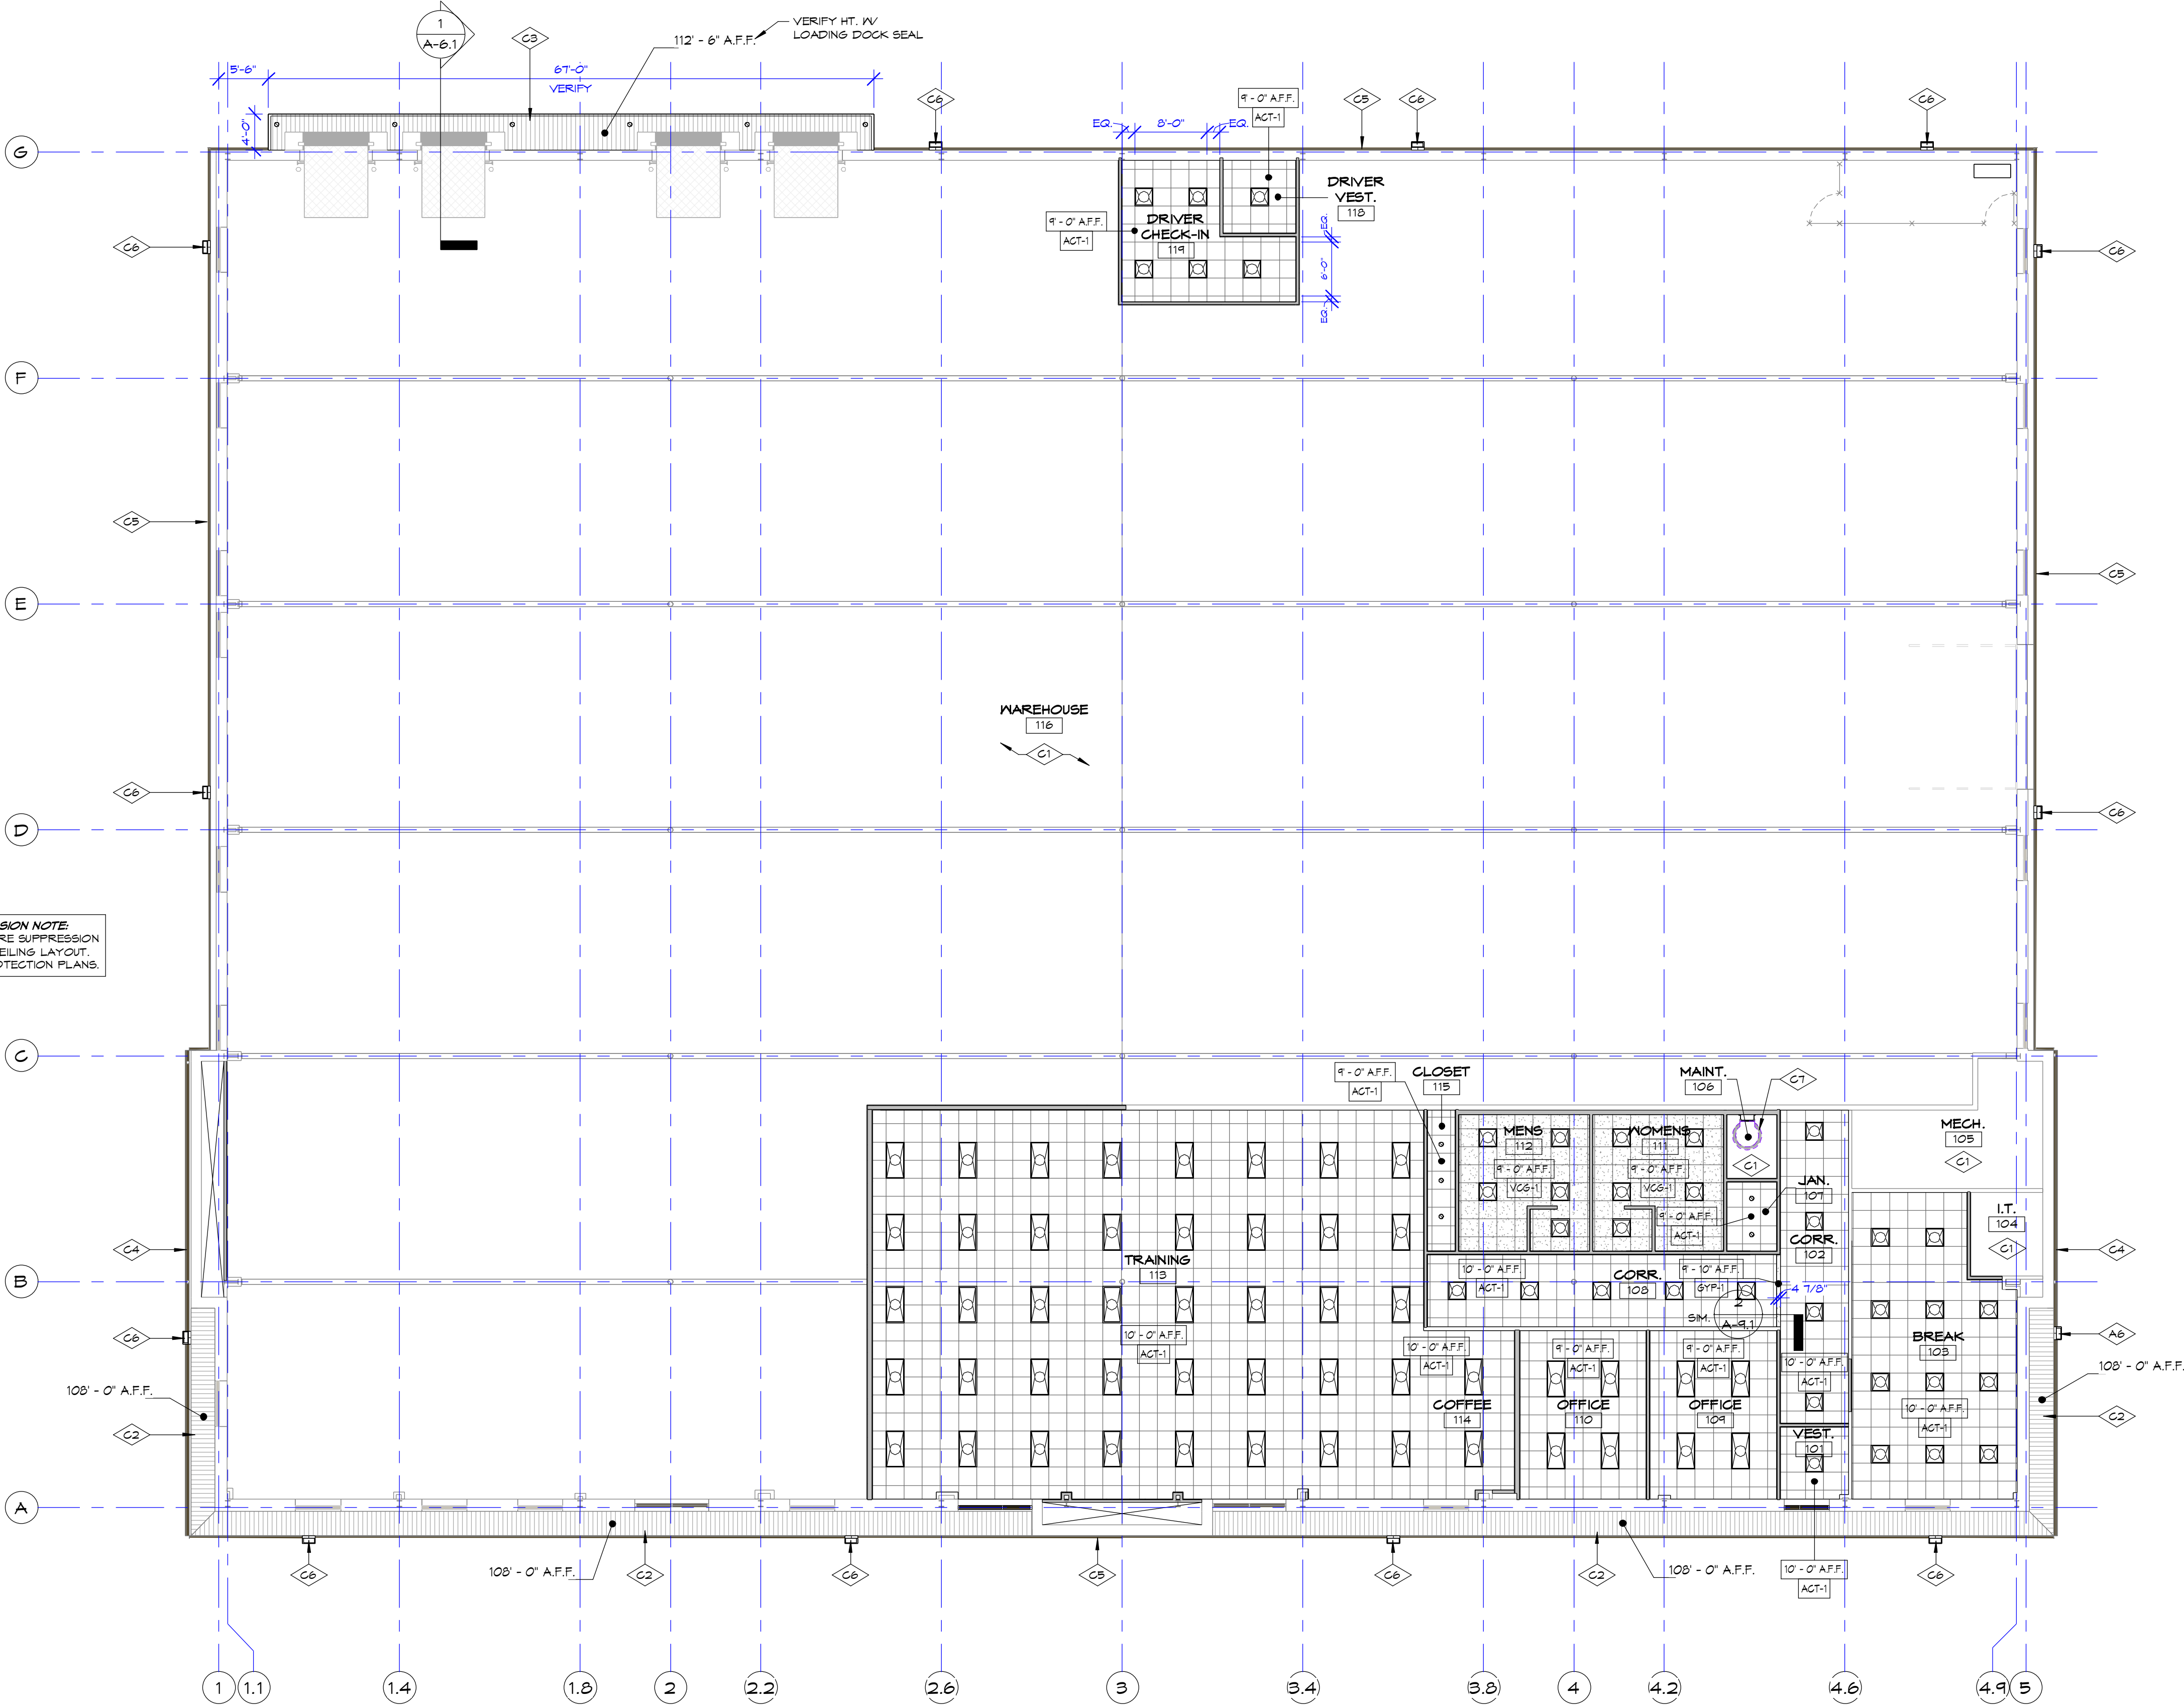 1
A-6.1
C3
112' - 6" A.F.F.
VERIFY HT. W/
LOADING DOCK SEAL
5'-6"
67'-0"
VERIFY
4'-0"
C6
9' - 0" A.F.F.
ACT-1
C5
C6
C6
EQ.
8'-0"
EQ.
G
DRIVER
VEST.
118
9' - 0" A.F.F.
ACT-1
DRIVER
CHECK-IN
119
EQ.
6'-0"
EQ.
C6
C6
F
C5
C5
E
WAREHOUSE
116
C1
C6
C6
D
SION NOTE:
RE SUPPRESSION
EILING LAYOUT.
OTECTION PLANS.
C
9' - 0" A.F.F.
ACT-1
CLOSET
115
MAINT.
106
C7
MENS
112
9' - 0" A.F.F.
VCG-1
WOMENS
111
9' - 0" A.F.F.
VCG-1
C1
MECH.
105
C1
JAN.
107
9' - 0" A.F.F.
ACT-1
I.T.
104
C1
CORR.
102
C4
C4
TRAINING
113
10' - 0" A.F.F.
ACT-1
CORR.
108
9' - 10" A.F.F.
GYP-1
4 7/8"
B
2
A-9.1
SIM.
C6
A6
10' - 0" A.F.F.
ACT-1
10' - 0" A.F.F.
ACT-1
9' - 0" A.F.F.
ACT-1
9' - 0" A.F.F.
ACT-1
10' - 0" A.F.F.
ACT-1
BREAK
103
10' - 0" A.F.F.
ACT-1
108' - 0" A.F.F.
108' - 0" A.F.F.
COFFEE
114
OFFICE
110
OFFICE
109
VEST.
101
C2
C2
A
C6
108' - 0" A.F.F.
C2
C6
C5
C6
C2
108' - 0" A.F.F.
10' - 0" A.F.F.
ACT-1
C6
1
1.1
1.4
1.8
2
2.2
2.6
3
3.4
3.8
4
4.2
4.6
4.9
5